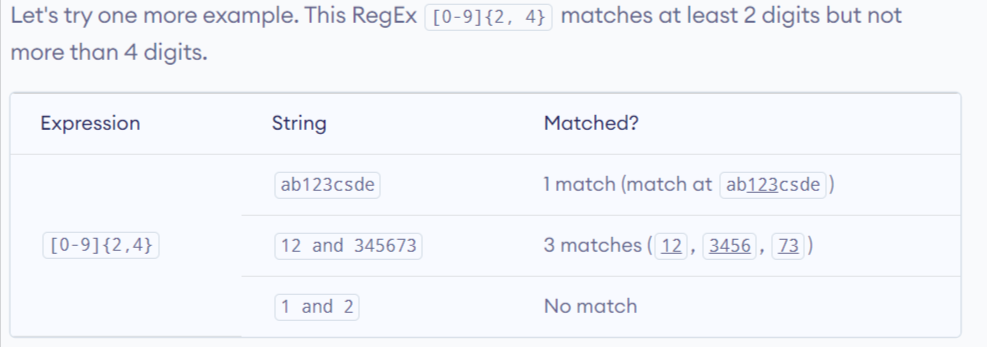 Let's try one more example. This RegEx [0-9]{2, 4} matches at least 2 digits but not
more than 4 digits.
Expression String Matched?
ab123csde 1 match (match at ab123csde)
[0-9]{2,4} 12 and 345673 3 matches (12, 3456, 73)
1 and 2 No match